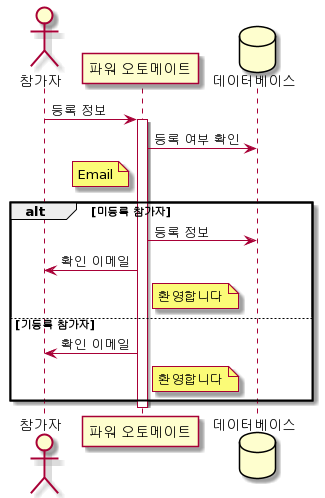 참가자
파워 오토메이트
데이터베이스
등록 정보
등록 여부 확인
Email
alt [미등록 참가자]
등록 정보
확인 이메일
환영합니다
[기등록 참가자]
확인 이메일
환영합니다
참가자
파워 오토메이트
데이터베이스